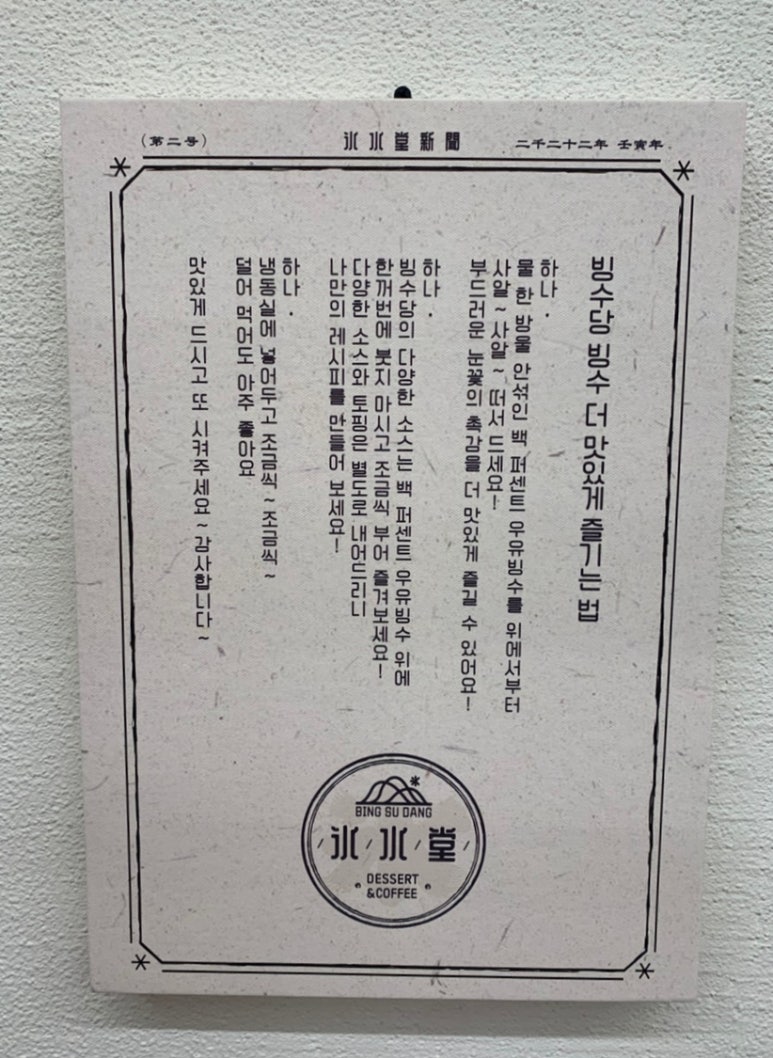 (第二号)
氷水堂新聞
二千二十二年 壬寅年
빙수당 빙수 더 맛있게 즐기는 법
하나.
물 한 방울 안섞인 백 퍼센트 우유빙수를 위에서부터
사알~사알~ 떠서 드세요!
부드러운 눈꽃의 촉감을 더 맛있게 즐길 수 있어요!
하나.
빙수당의 다양한 소스는 백 퍼센트 우유빙수 위에
한꺼번에 붓지 마시고 조금씩 부어 즐겨보세요!
다양한 소스와 토핑은 별도로 내어드리니
나만의 레시피를 만들어 보세요!
하나.
냉동실에 넣어두고 조금씩~조금씩~
덜어 먹어도 아주 좋아요
맛있게 드시고 또 시켜주세요~감사합니다~
BING SU DANG
氷水堂
DESSERT
&COFFEE